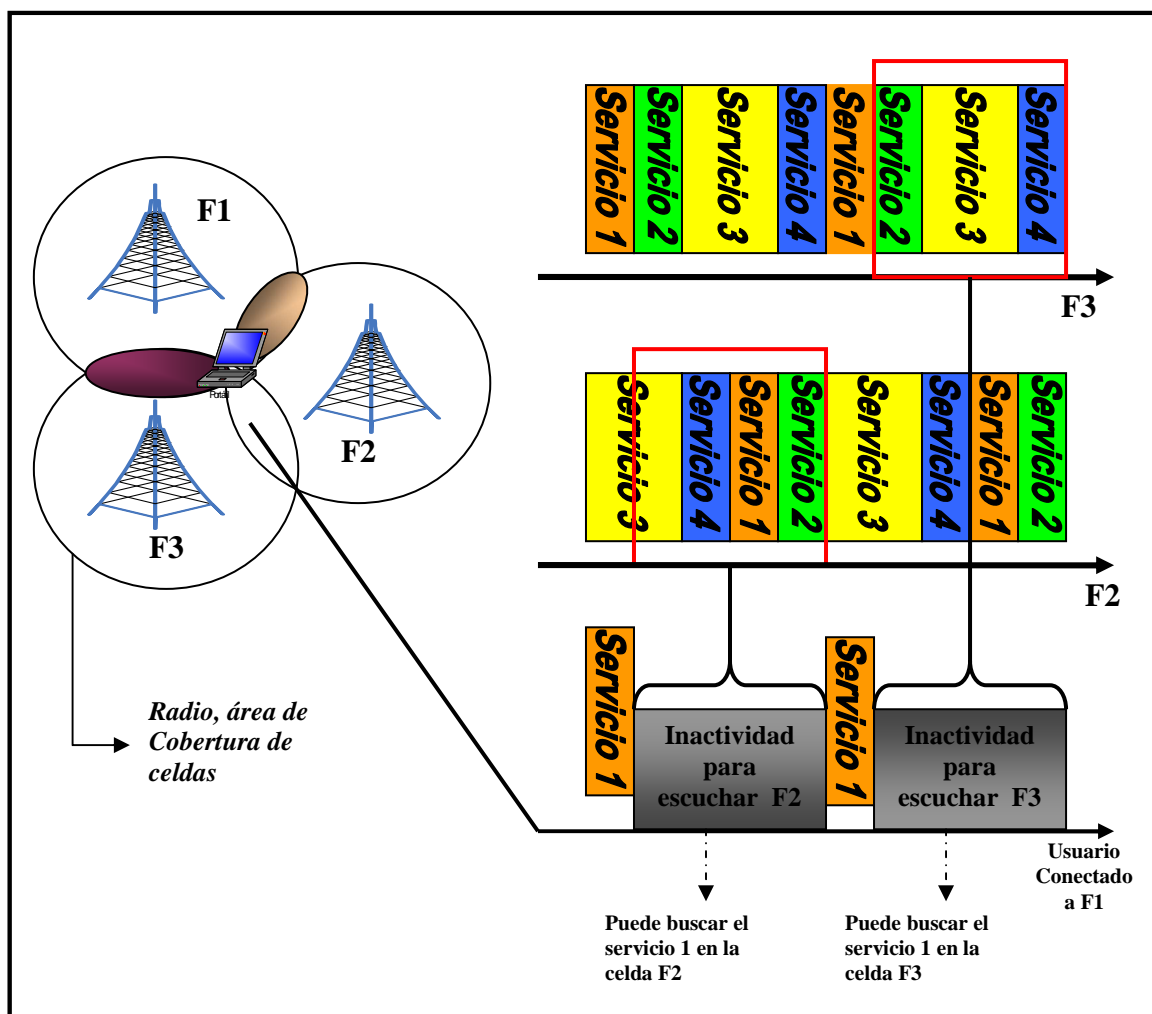 F1
F2
F3
Portátil
Radio, área de
Cobertura de
celdas
Servicio 1
Servicio 2
Servicio 3
Servicio 4
Servicio 1
Servicio 2
Servicio 3
Servicio 4
F3
Servicio 3
Servicio 4
Servicio 1
Servicio 2
Servicio 3
Servicio 4
Servicio 1
Servicio 2
F2
Servicio 1
Inactividad
para
escuchar F2
Servicio 1
Inactividad
para
escuchar F3
Usuario
Conectado
a F1
Puede buscar el
servicio 1 en la
celda F2
Puede buscar el
servicio 1 en la
celda F3